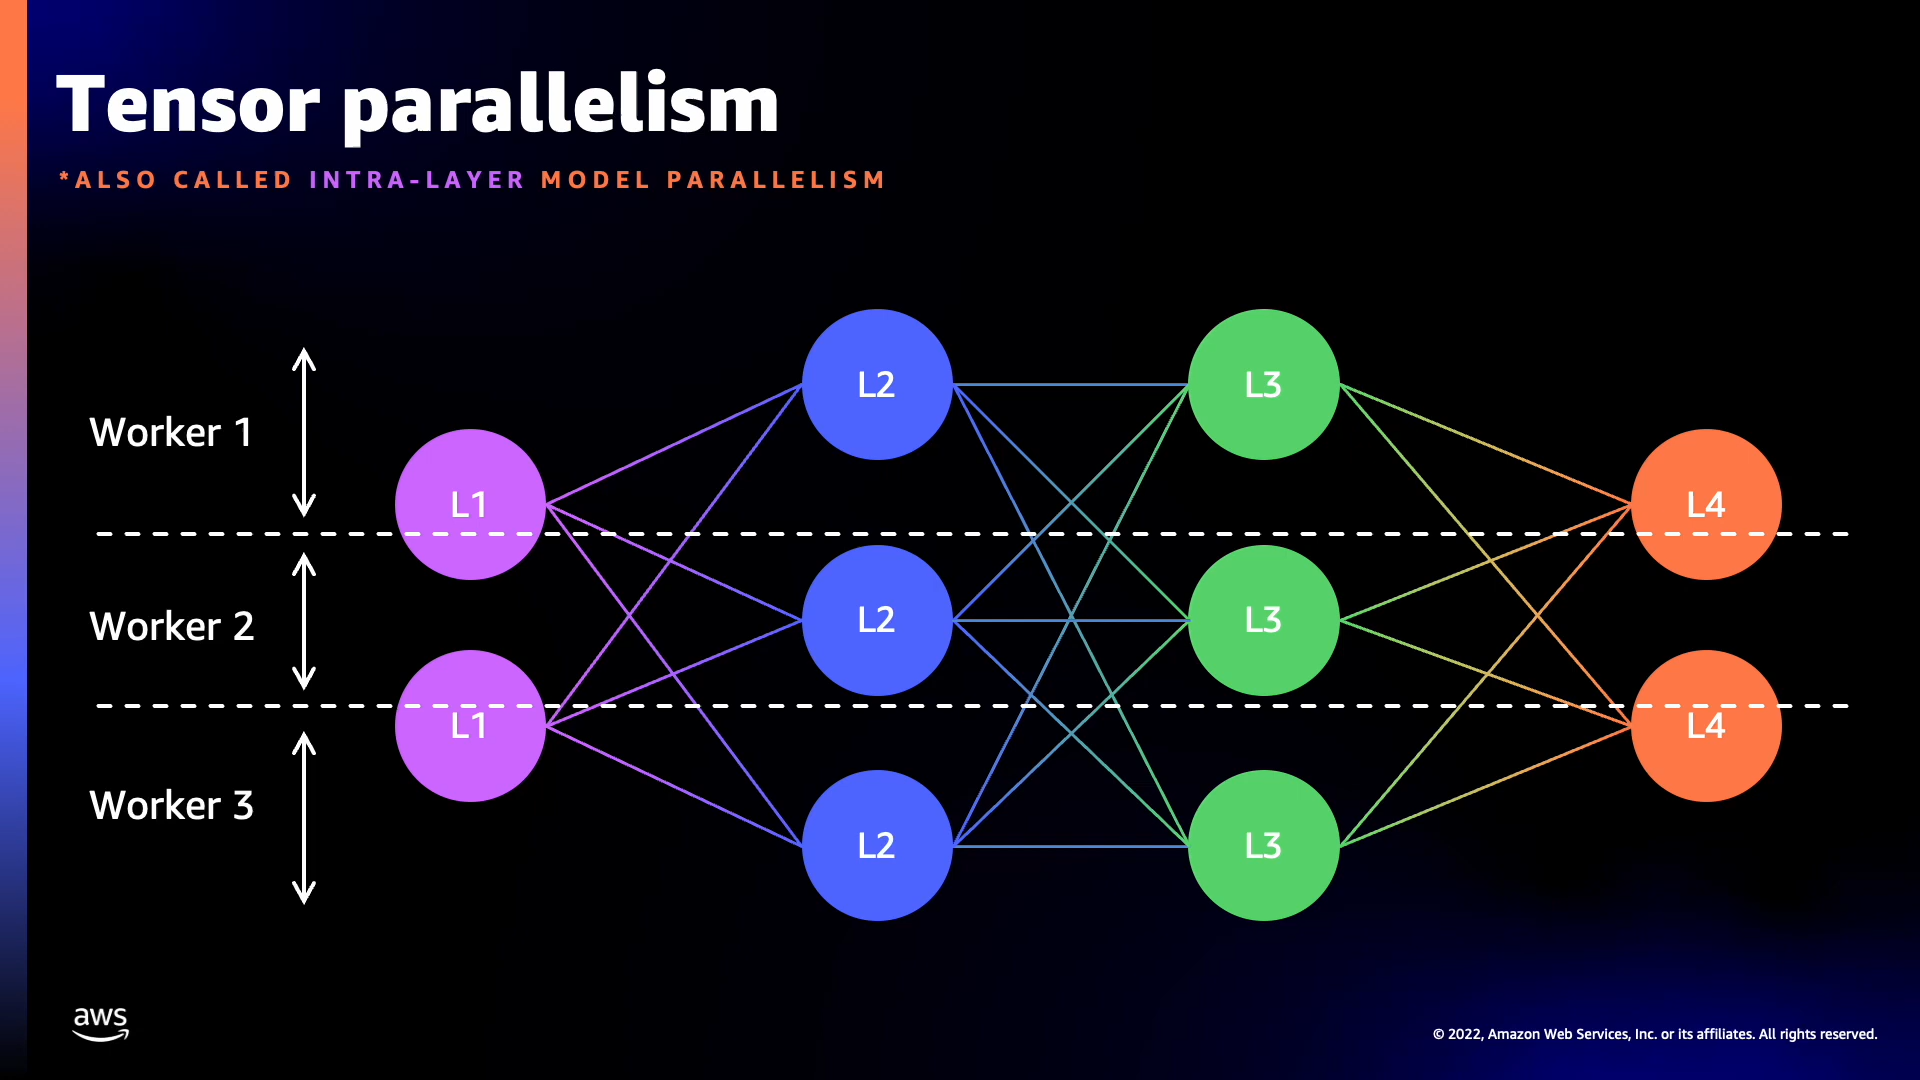 Tensor parallelism
*ALSO CALLED INTRA-LAYER MODEL PARALLELISM
Worker 1
Worker 2
Worker 3
L1
L1
L2
L2
L2
L3
L3
L3
L4
L4
aws
© 2022, Amazon Web Services, Inc. or its affiliates. All rights reserved.